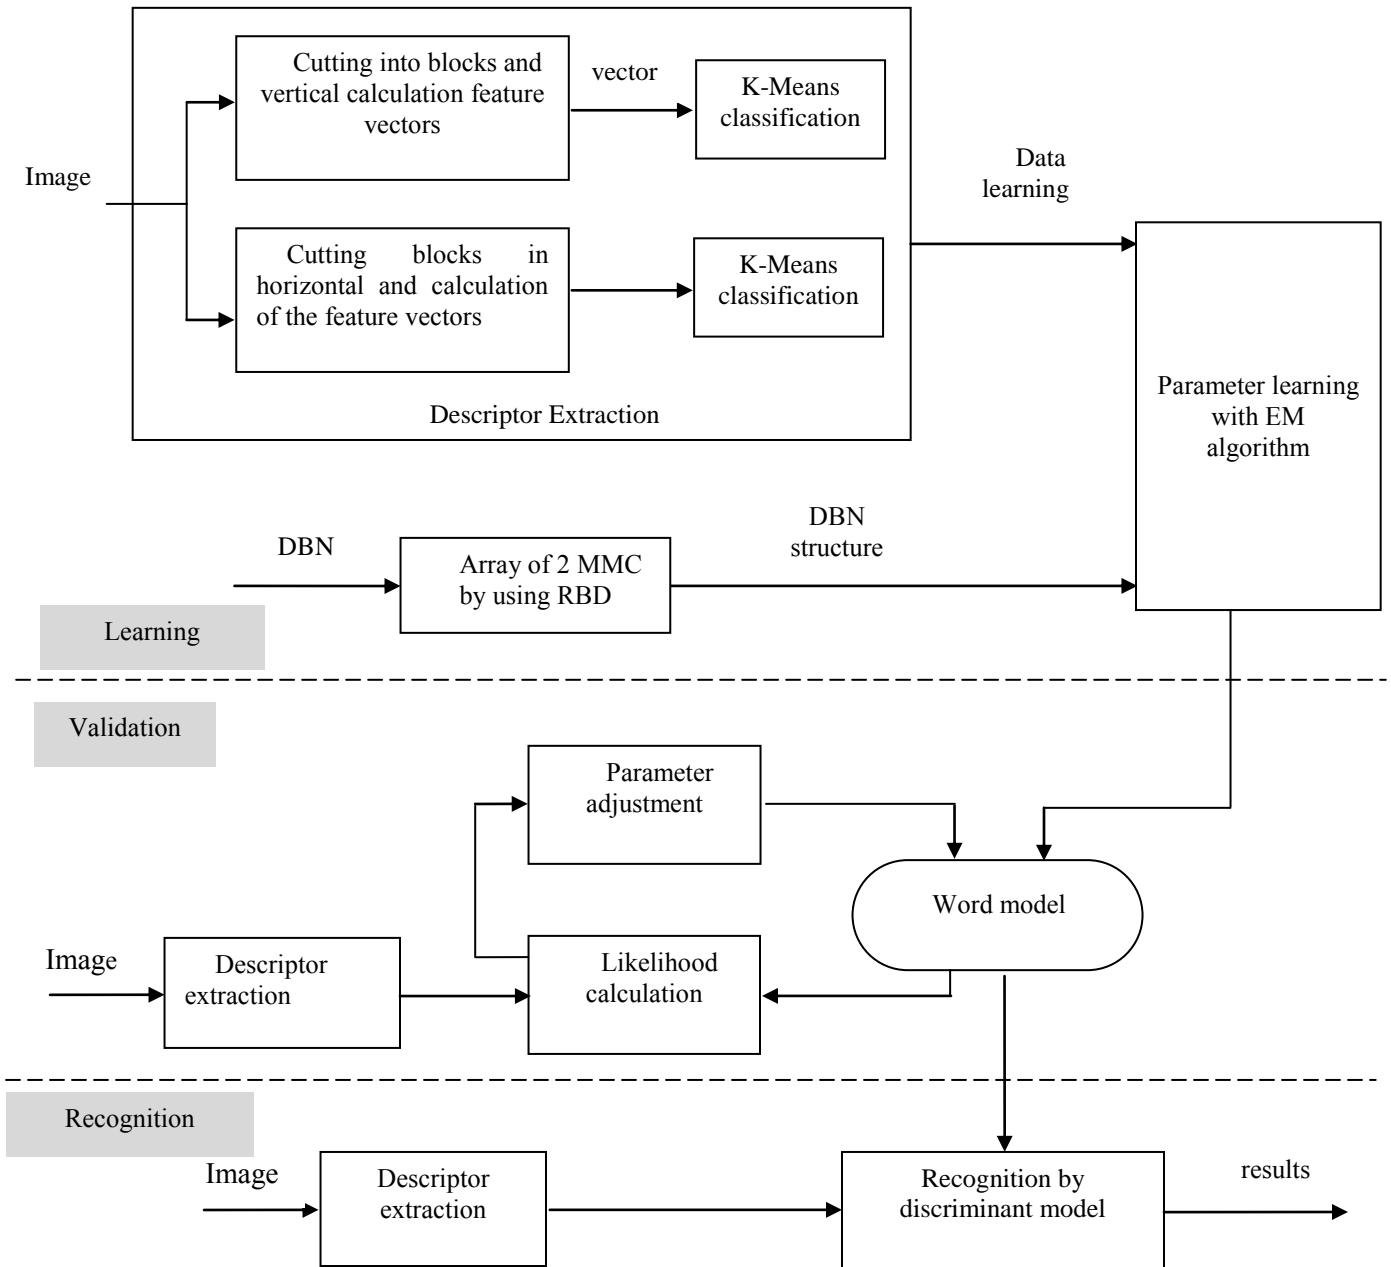 Cutting into blocks and
vertical calculation feature
vectors
vector
K-Means
classification
Image
Data
learning
Cutting blocks in
horizontal and calculation
of the feature vectors
K-Means
classification
Descriptor Extraction
Parameter learning
with EM
algorithm
DBN
Array of 2 MMC
by using RBD
DBN
structure
Learning
Validation
Parameter
adjustment
Word model
Image
Descriptor
extraction
Likelihood
calculation
Recognition
Image
Descriptor
extraction
Recognition by
discriminant model
results